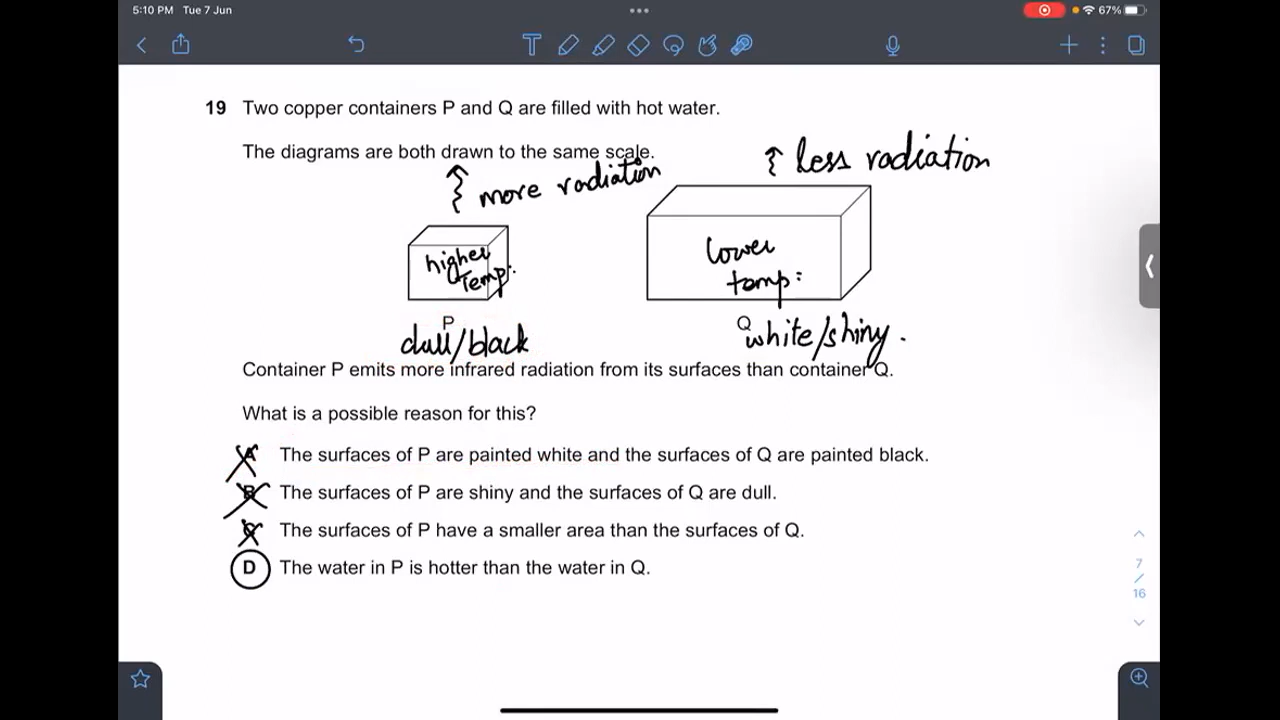 5:10 PM Tue 7 Jun
67%
T
19 Two copper containers P and Q are filled with hot water.
The diagrams are both drawn to the same scale.
more radiation
less radiation
higher
Temp:
lower
temp:
P
Q
dull/black
white/shiny.
Container P emits more infrared radiation from its surfaces than container Q.
What is a possible reason for this?
A The surfaces of P are painted white and the surfaces of Q are painted black.
B The surfaces of P are shiny and the surfaces of Q are dull.
C The surfaces of P have a smaller area than the surfaces of Q.
D The water in P is hotter than the water in Q.
7
/
16